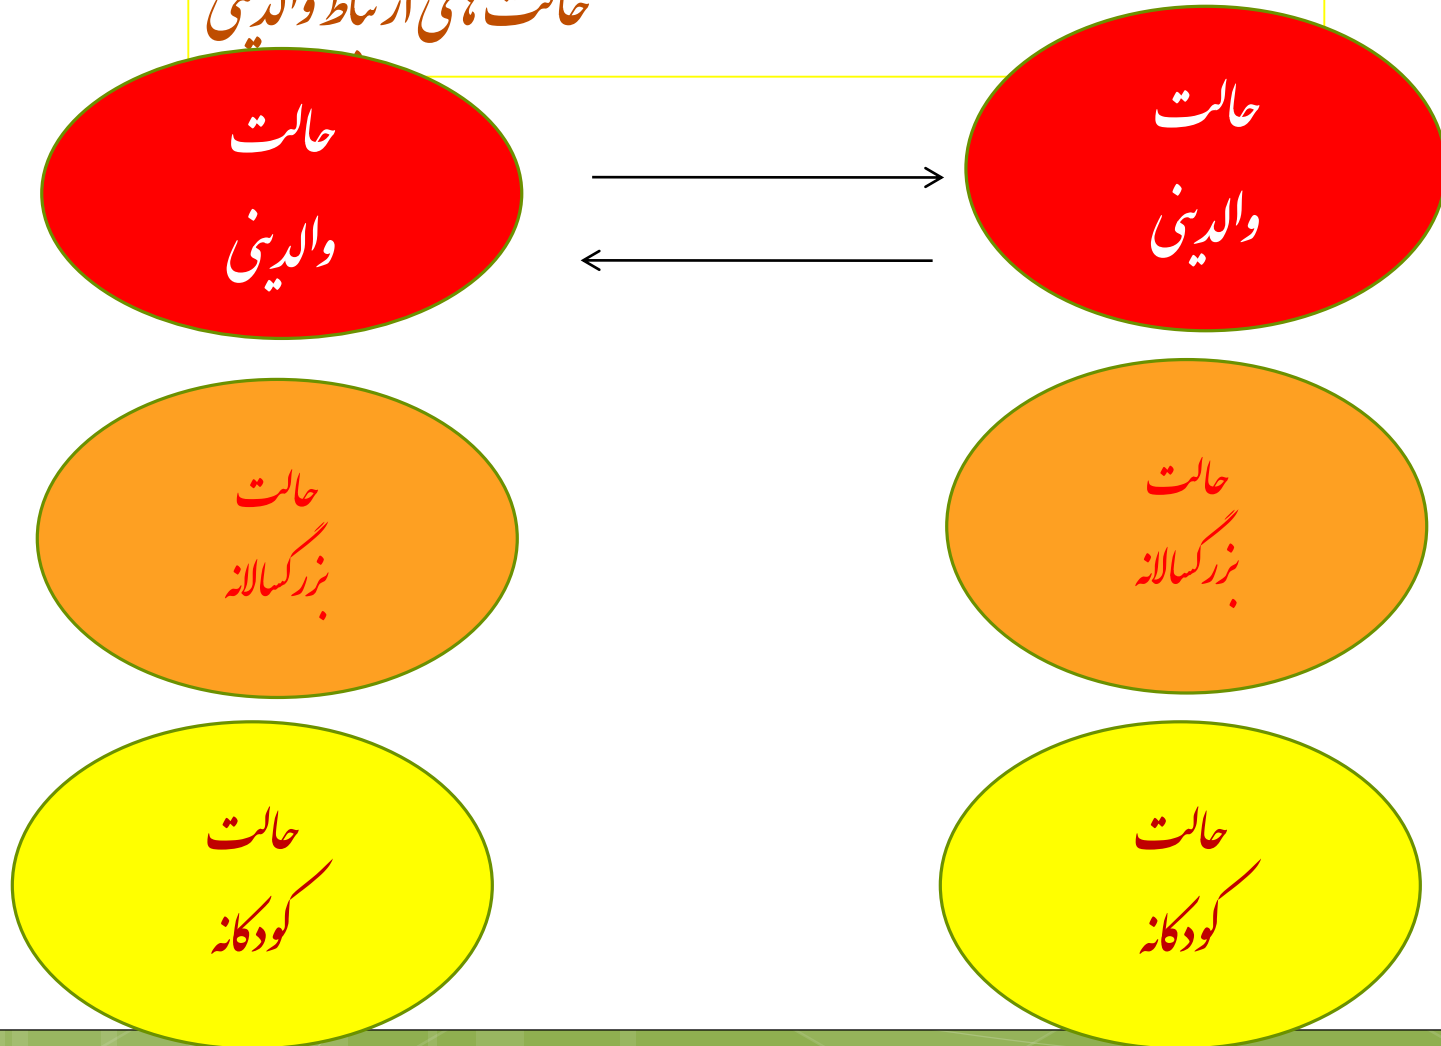 حالت های ارتباط والدینی
حالت
والدینی
حالت
والدینی
حالت
بزرگسالانه
حالت
بزرگسالانه
حالت
کودکانه
حالت
کودکانه